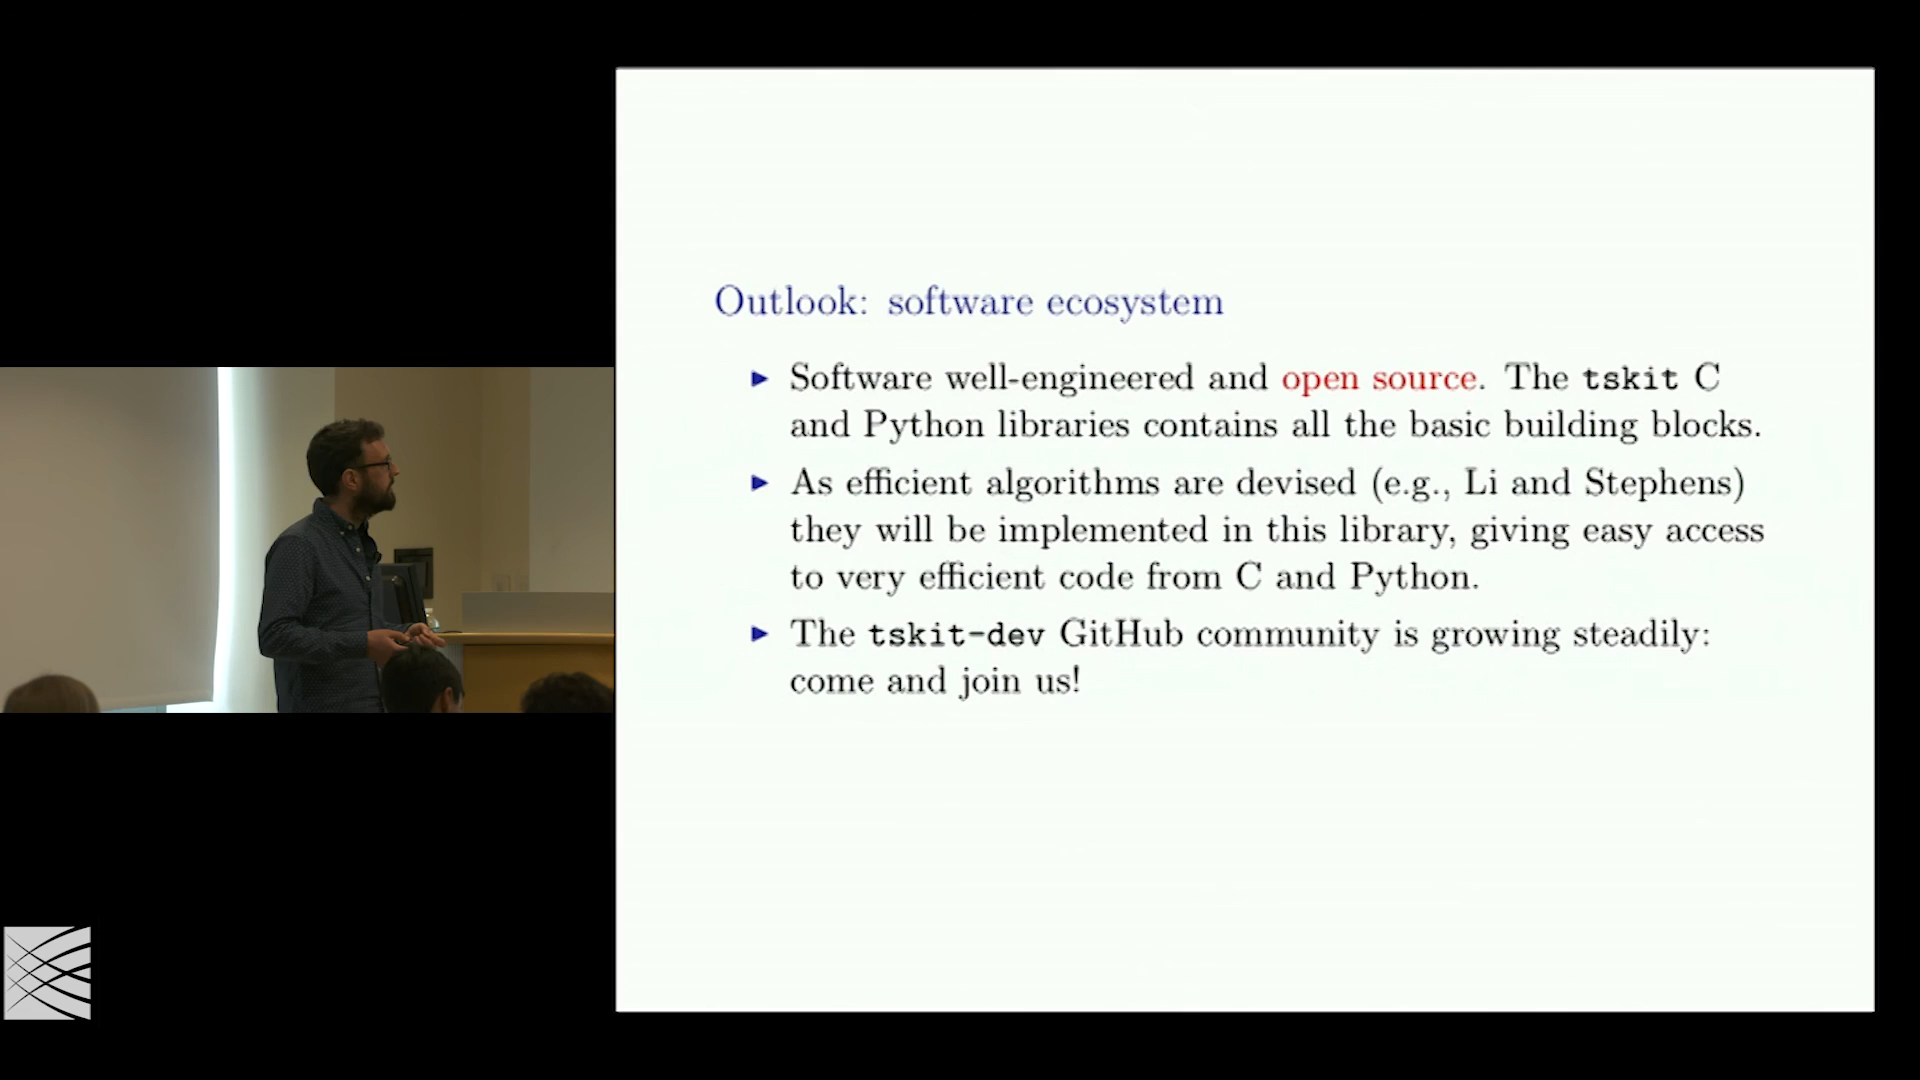 Outlook: software ecosystem
▶ Software well-engineered and open source. The tskit C
and Python libraries contains all the basic building blocks.
▶ As efficient algorithms are devised (e.g., Li and Stephens)
they will be implemented in this library, giving easy access
to very efficient code from C and Python.
▶ The tskit-dev GitHub community is growing steadily:
come and join us!